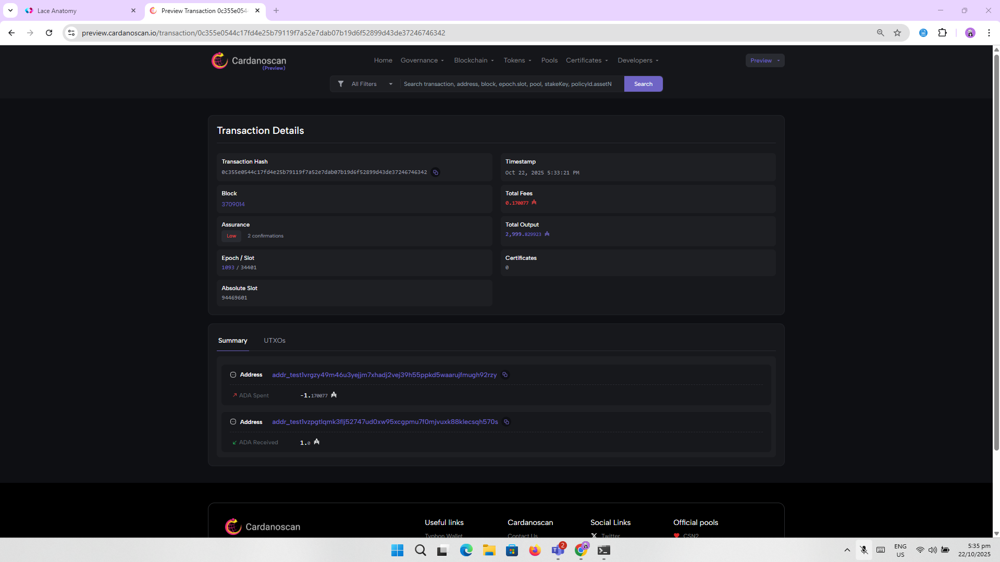 Lace Anatomy
Preview Transaction 0c355e054
preview.cardanoscan.io/transaction/0c355e0544c17fd4e25b79119f7a52e7dab07b19d6f52899d43de37246746342
Cardanoscan
(Preview)
Home Governance Blockchain Tokens Pools Certificates Developers
Preview
All Filters Search transaction, address, block, epoch.slot, pool, stakeKey, policyId.assetN Search
Transaction Details
Transaction Hash
0c355e0544c17fd4e25b79119f7a52e7dab07b19d6f52899d43de37246746342
Timestamp
Oct 22, 2025 5:33:21 PM
Block
3709014
Total Fees
0.170077 ₳
Assurance
Low 2 confirmations
Total Output
2,999.829923 ₳
Epoch / Slot
1093 / 34401
Certificates
0
Absolute Slot
94469601
Summary UTXOs
Address addr_test1vrgzy49m46u3yejjm7xhadj2vej39h55ppkd5waarujfmugh92rzy
ADA Spent -1.170077 ₳
Address addr_test1vzpgtlqmk3flj52747ud0xw95xcgpmu7f0mjvuxk88klecsqh570s
ADA Received 1.0 ₳
Cardanoscan
Useful links
Typhon Wallet
Cardanoscan
Contact Us
Social Links
Twitter
Official pools
CSN2
2
ENG
US
5:35 pm
22/10/2025